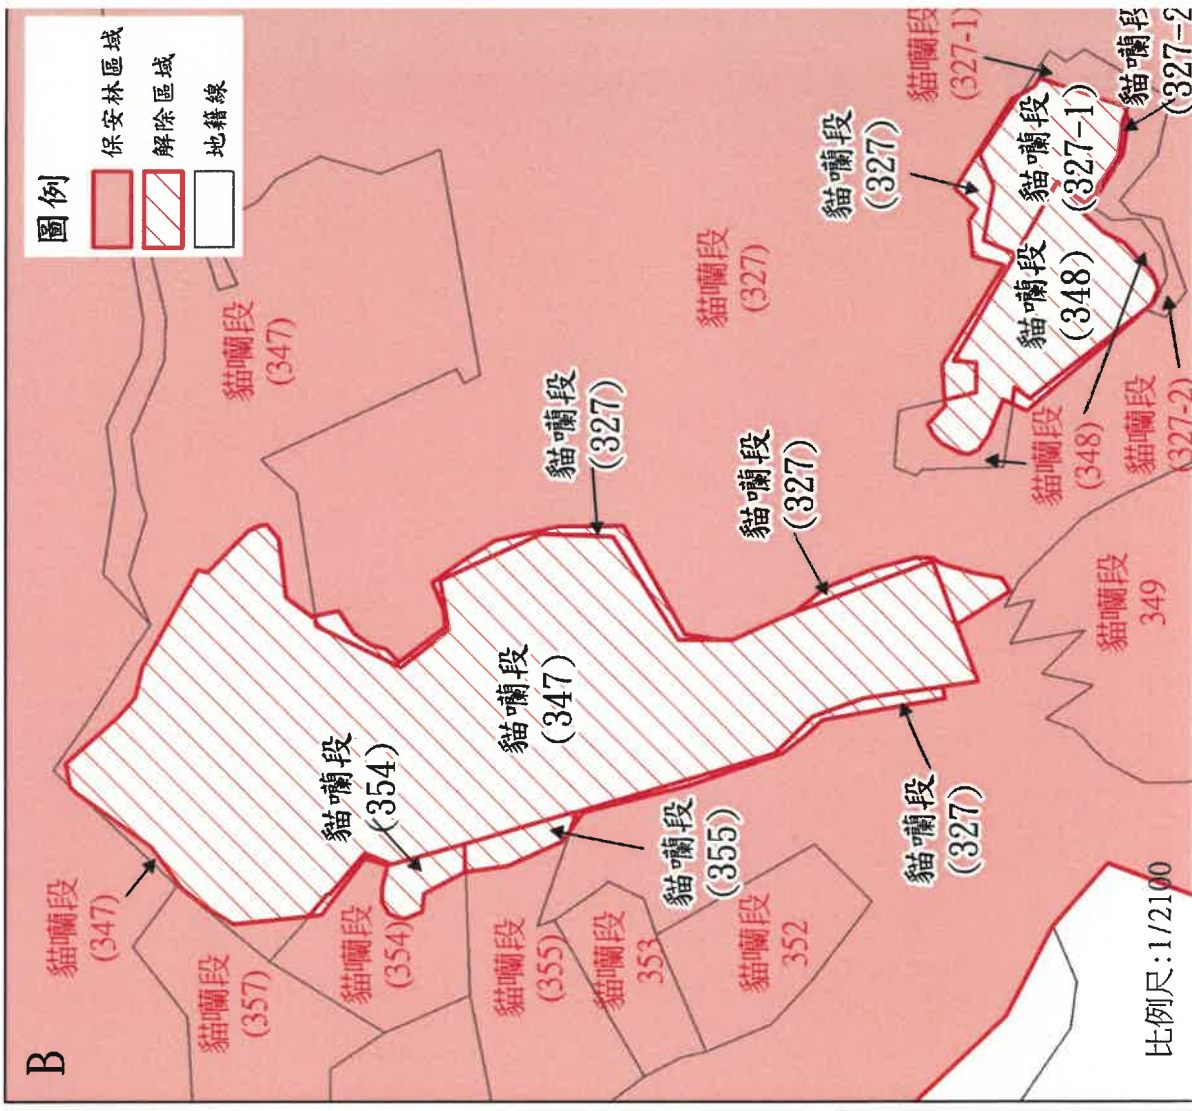 B
圖例
保安林區域
解除區域
地籍線
貓囒段
(347)
貓囒段
(357)
貓囒段
(354)
貓囒段
(355)
貓囒段
353
貓囒段
352
貓囒段
(354)
貓囒段
(347)
貓囒段
(355)
貓囒段
(327)
貓囒段
(347)
貓囒段
(327)
貓囒段
(327)
貓囒段
(327)
貓囒段
(327)
貓囒段
(327-1)
貓囒段
(327-1)
貓囒段
(327-2
貓囒段
(348)
貓囒段
(348)
貓囒段
(327-2)
貓囒段
349
比例尺:1/2100